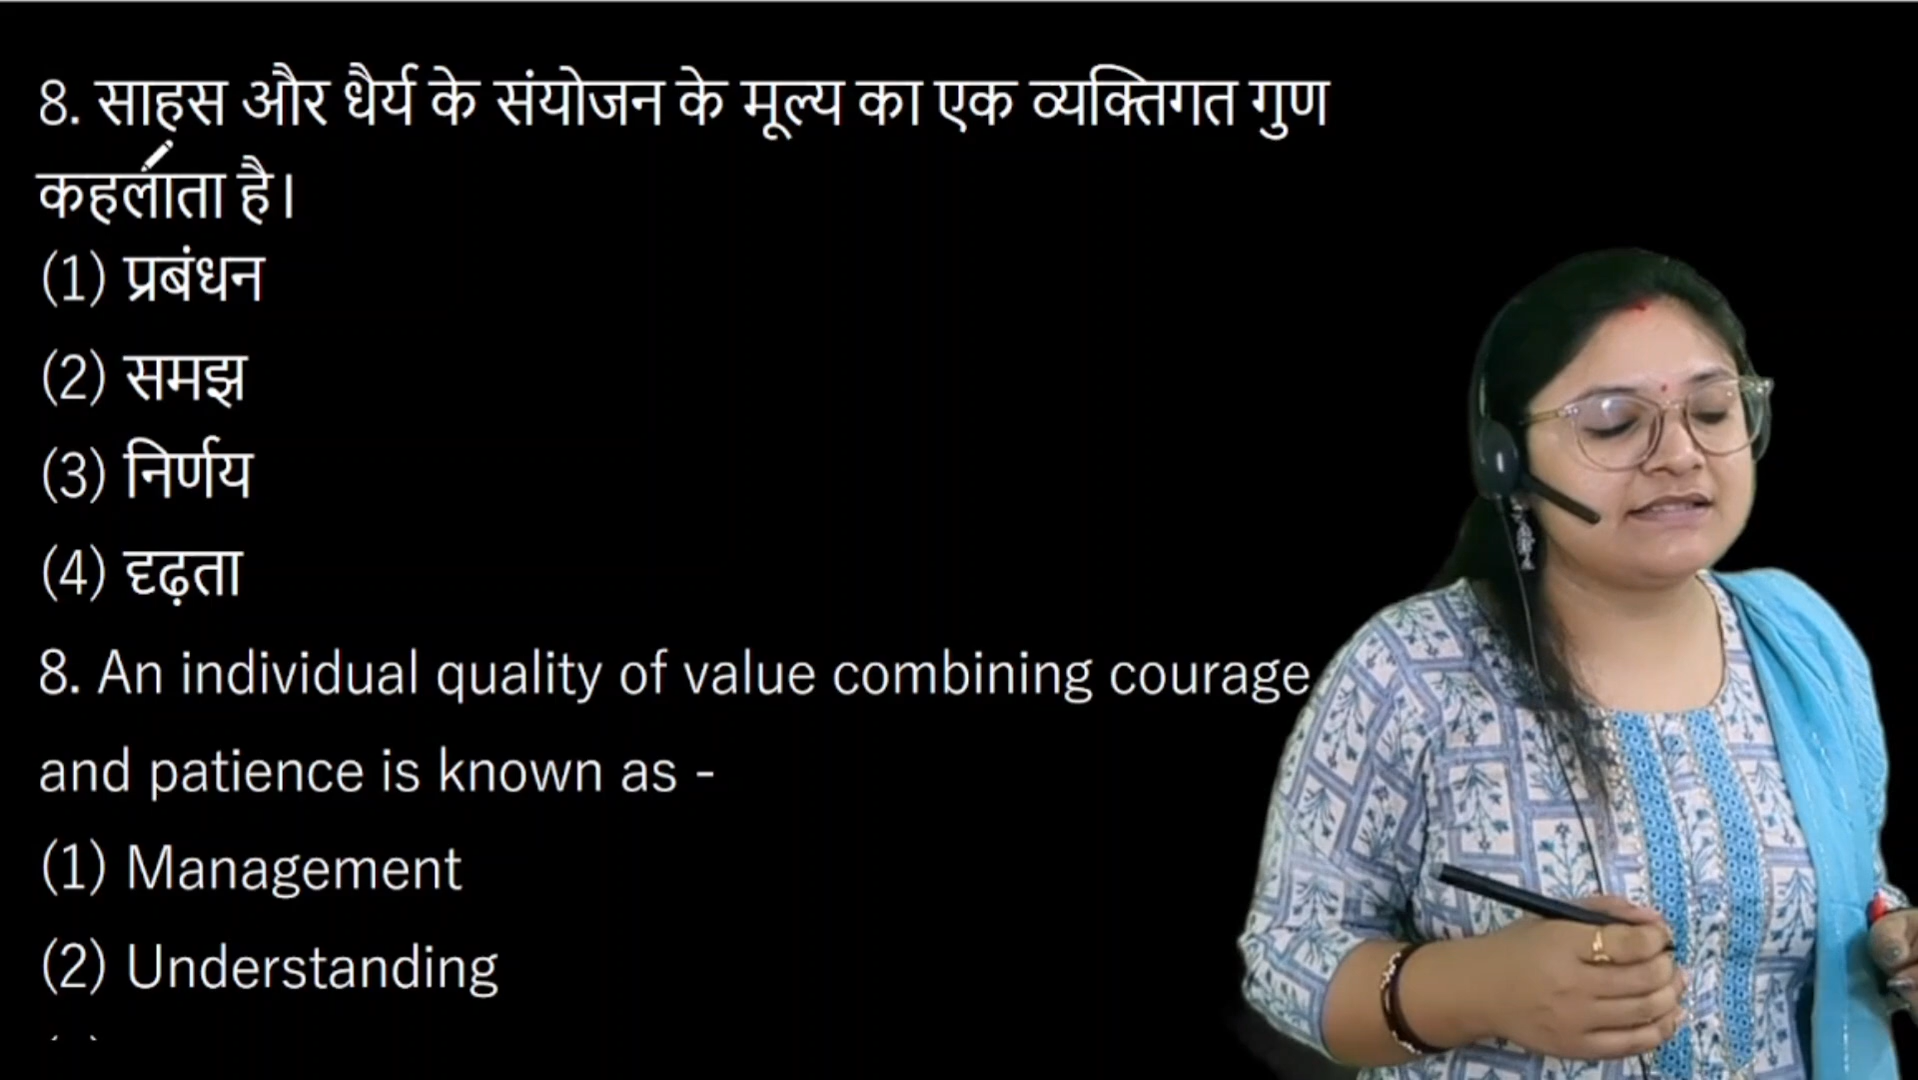 8. साहस और धैर्य के संयोजन के मूल्य का एक व्यक्तिगत गुण
कहलाता है।
(1) प्रबंधन
(2) समझ
(3) निर्णय
(4) दृढ़ता
8. An individual quality of value combining courage
and patience is known as -
(1) Management
(2) Understanding